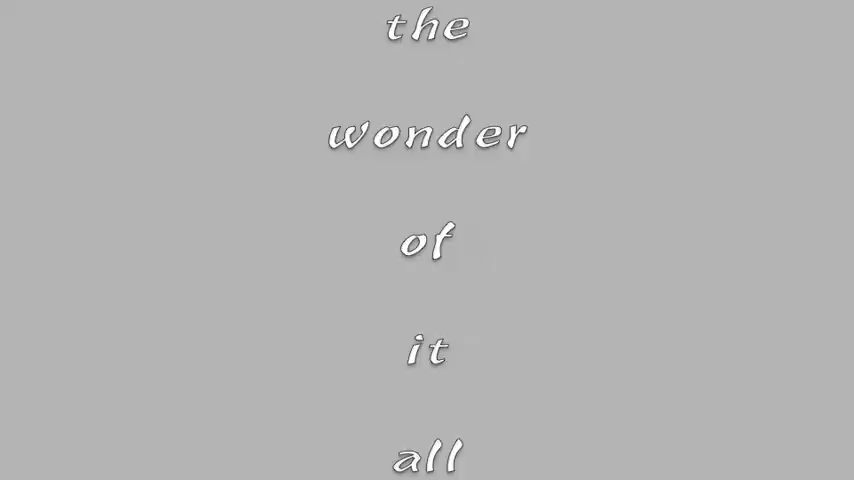 the
wonder
of
it
all